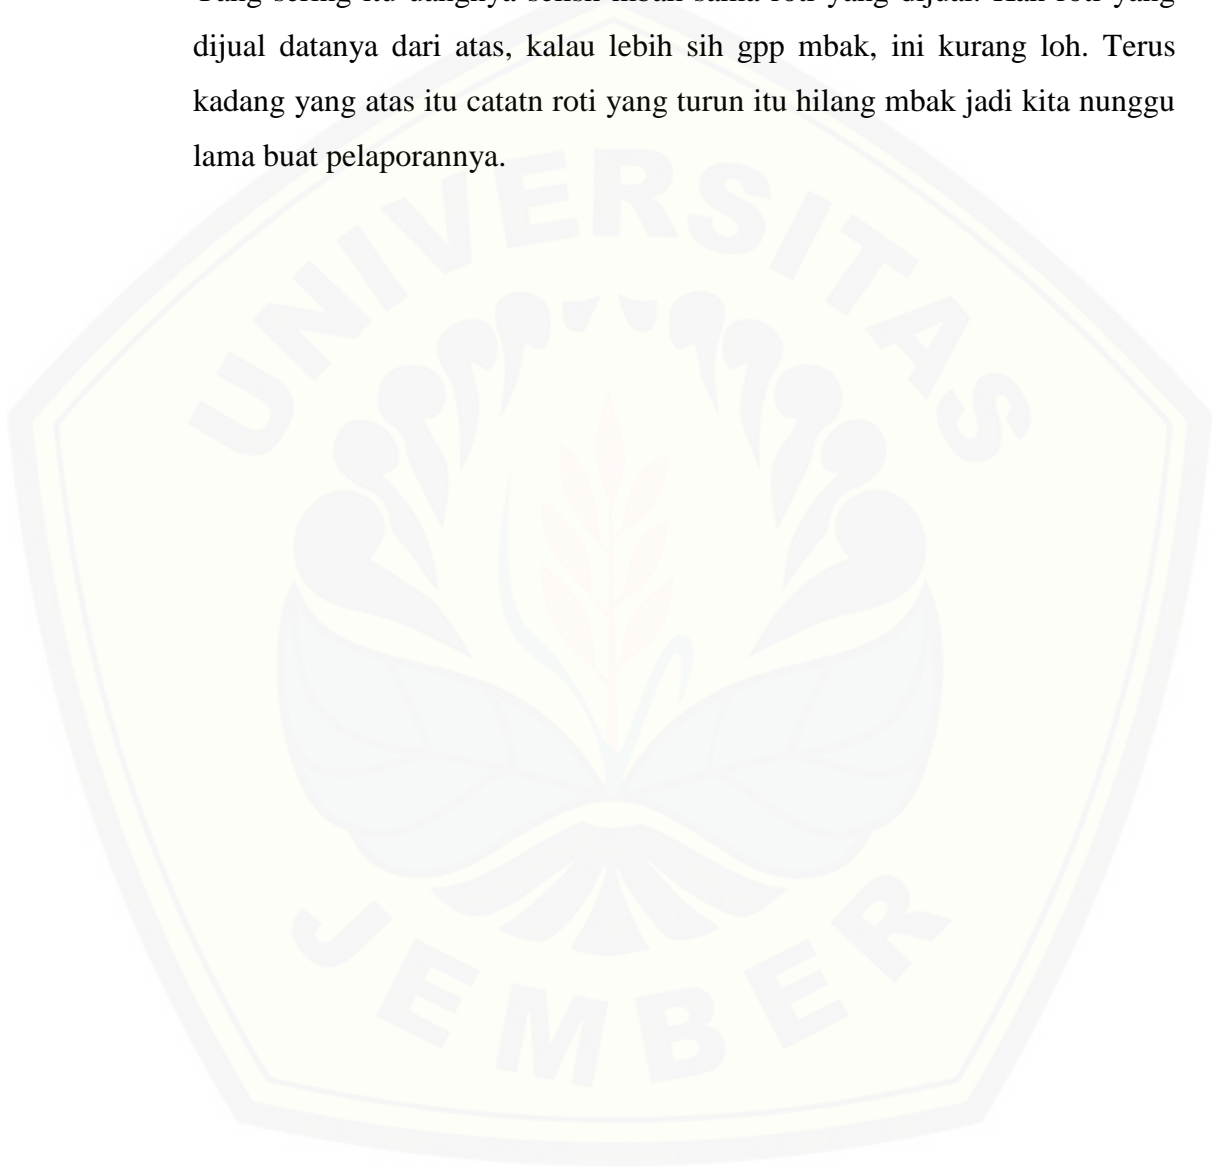 dijual datanya dari atas, kalau lebih sih gpp mbak, ini kurang loh. Terus
kadang yang atas itu catatn roti yang turun itu hilang mbak jadi kita nunggu
lama buat pelaporannya.
UNIVERSITAS
JEMBER